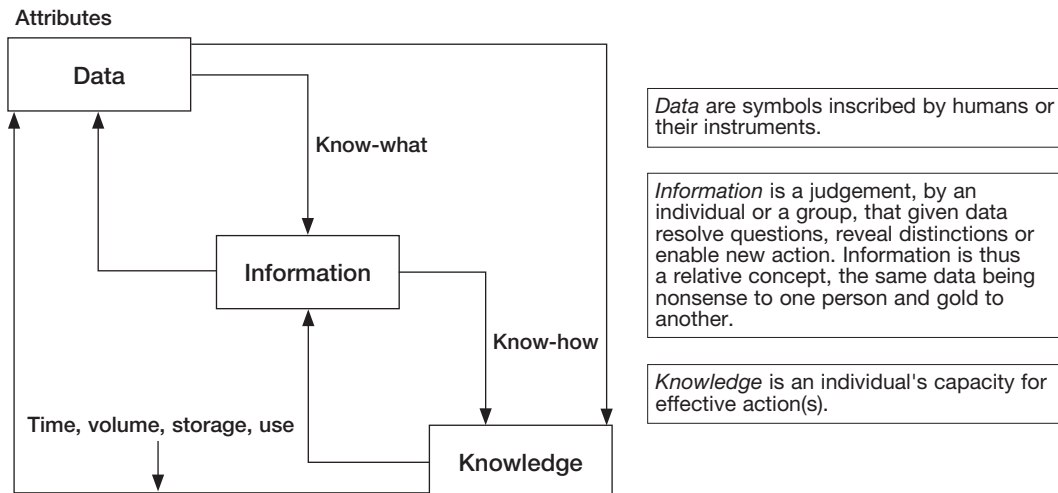 Attributes
Data
Know-what
Information
Know-how
Time, volume, storage, use
Knowledge
Data are symbols inscribed by humans or
their instruments.
Information is a judgement, by an
individual or a group, that given data
resolve questions, reveal distinctions or
enable new action. Information is thus
a relative concept, the same data being
nonsense to one person and gold to
another.
Knowledge is an individual's capacity for
effective action(s).